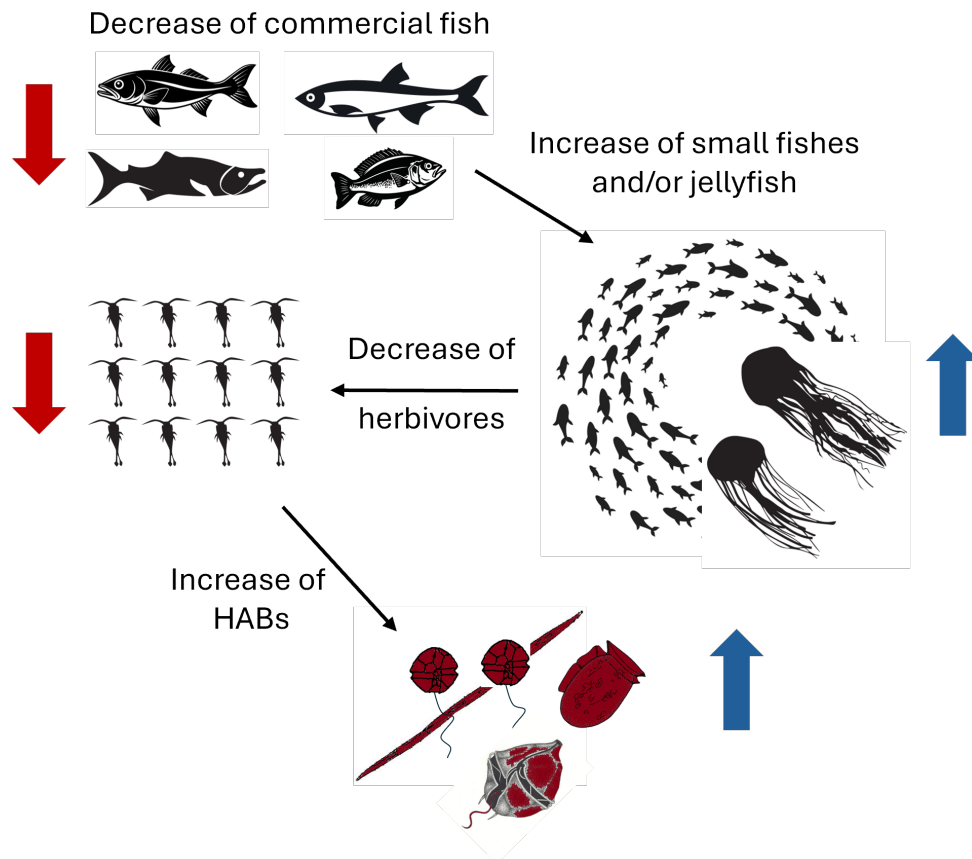 Decrease of commercial fish
Increase of small fishes
and/or jellyfish
Decrease of
herbivores
Increase of
HABs